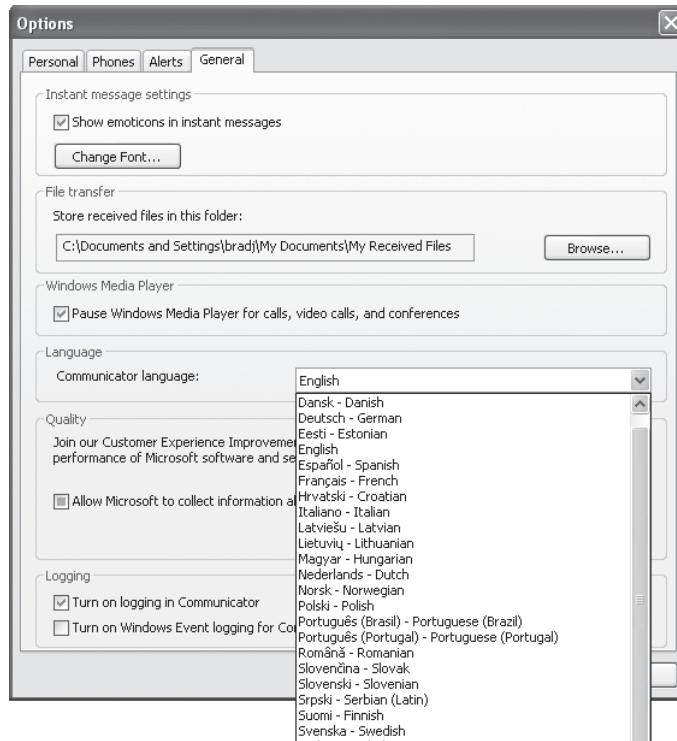 Options
Personal Phones Alerts General
Instant message settings
Show emoticons in instant messages
Change Font...
File transfer
Store received files in this folder:
C:\Documents and Settings\bradj\My Documents\My Received Files
Browse...
Windows Media Player
Pause Windows Media Player for calls, video calls, and conferences
Language
Communicator language:
English
Dansk - Danish
Deutsch - German
Eesti - Estonian
English
Español - Spanish
Français - French
Hrvatski - Croatian
Italiano - Italian
Latviešu - Latvian
Lietuvių - Lithuanian
Magyar - Hungarian
Nederlands - Dutch
Norsk - Norwegian
Polski - Polish
Português (Brasil) - Portuguese (Brazil)
Português (Portugal) - Portuguese (Portugal)
Română - Romanian
Slovenčina - Slovak
Slovenski - Slovenian
Srpski - Serbian (Latin)
Suomi - Finnish
Svenska - Swedish
Quality
Join our Customer Experience
performance of Microsoft software and
Allow Microsoft to collect information
Logging
Turn on logging in Communicator
Turn on Windows Event logging for